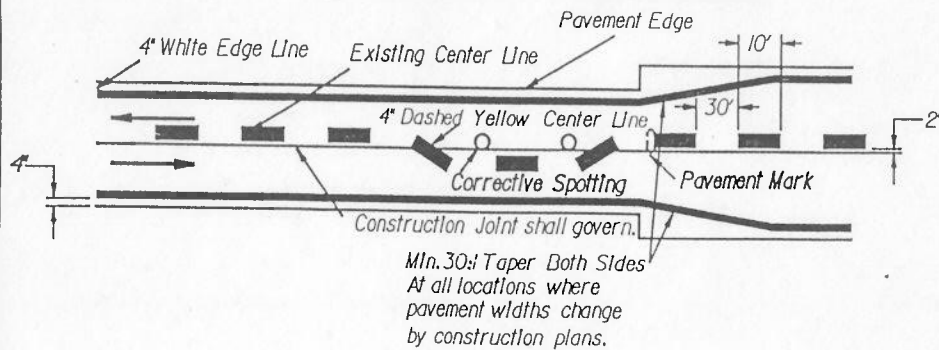 Pavement Edge
4" White Edge Line
Existing Center Line
10'
30'
4" Dashed Yellow Center Line
2"
4"
Corrective Spotting
Pavement Mark
Construction Joint shall govern.
Min. 30:1 Taper Both Sides
At all locations where
pavement widths change
by construction plans.